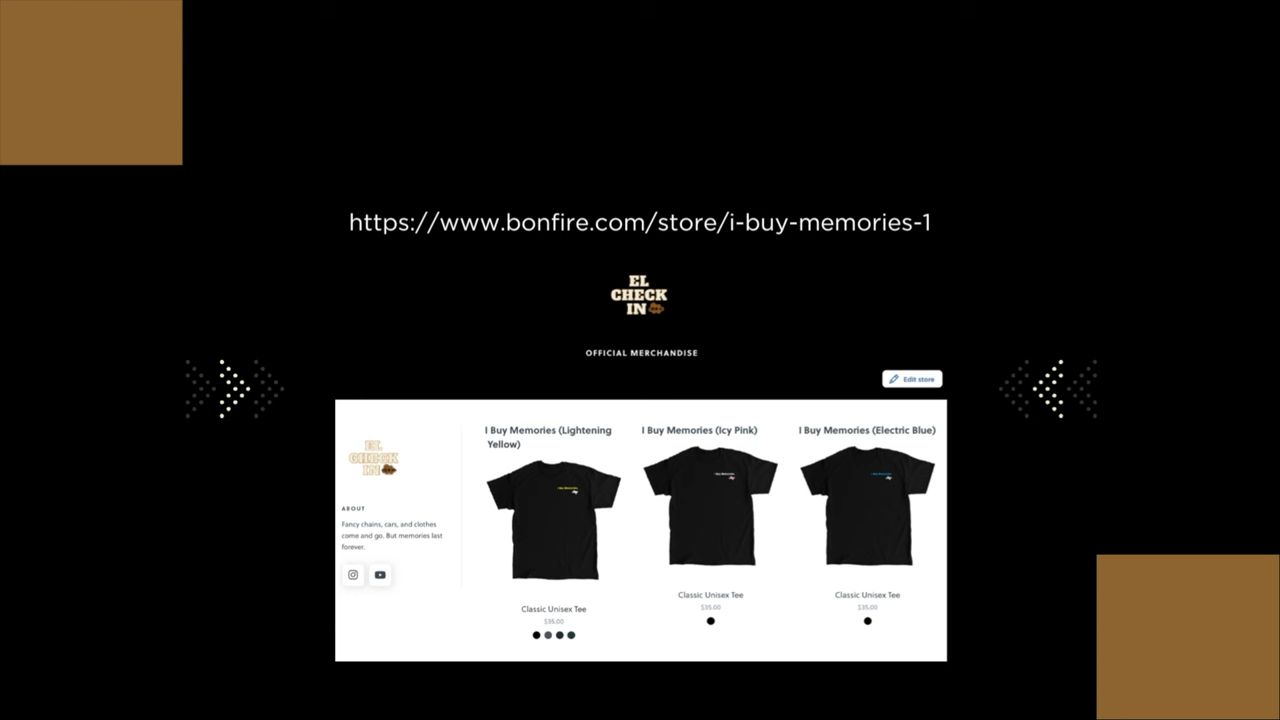 https://www.bonfire.com/store/i-buy-memories-1
EL
CHECK
IN
OFFICIAL MERCHANDISE
Edit store
EL
CHECK
IN
ABOUT
Fancy chains, cars, and clothes
come and go. But memories last
forever.
I Buy Memories (Lightening
Yellow)
Classic Unisex Tee
$35.00
I Buy Memories (Icy Pink)
Classic Unisex Tee
$35.00
I Buy Memories (Electric Blue)
Classic Unisex Tee
$35.00